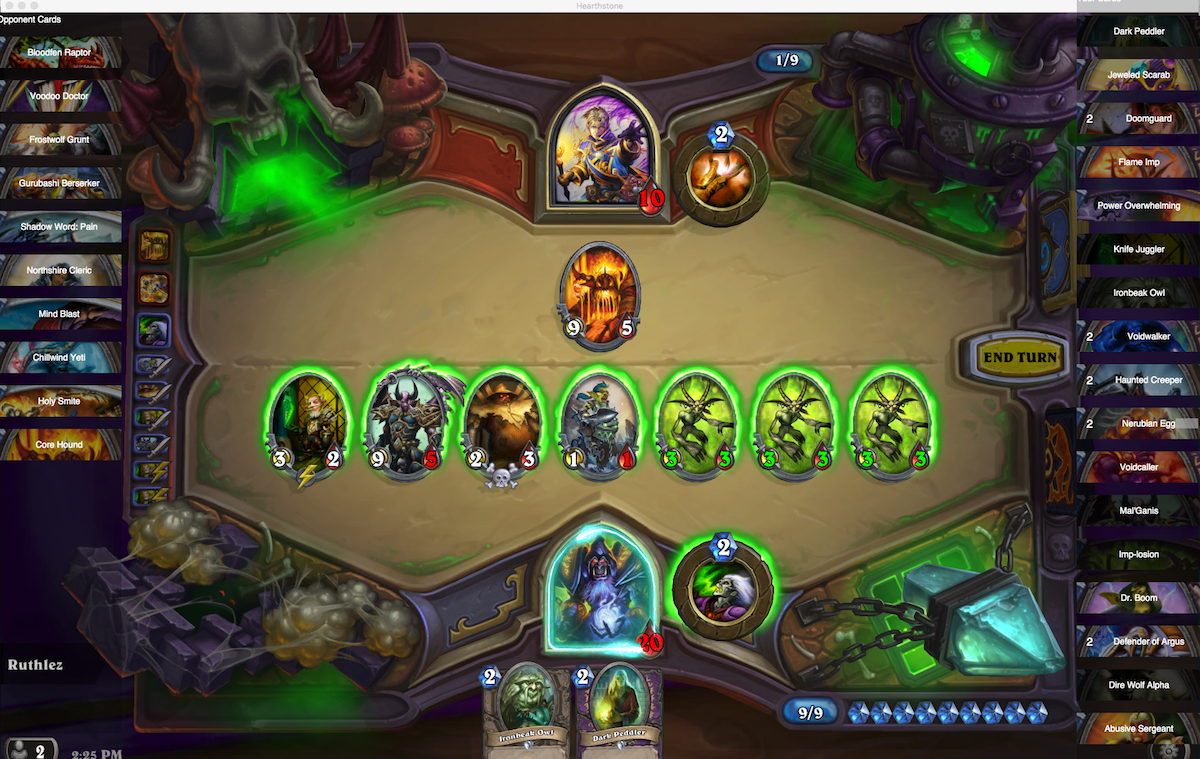 Hearthstone
Opponent Cards
Bloodfen Raptor
Voodoo Doctor
Frostwolf Grunt
Gurubashi Berserker
Shadow Word: Pain
Northshire Cleric
Mind Blast
Chillwind Yeti
Holy Smite
Core Hound
1/9
10
2
9 5
END TURN
3 2
9 5
2 3
1 1
3 3
3 3
3 3
2
20
2 Ironbeak Owl
2 Dark Peddler
9/9
Ruthlez
2 2:25 PM
Dark Peddler
Jeweled Scarab
2 Doomguard
Flame Imp
Power Overwhelming
Knife Juggler
Ironbeak Owl
2 Voidwalker
2 Haunted Creeper
2 Nerubian Egg
Voidcaller
Mal'Ganis
Imp-losion
Dr. Boom
2 Defender of Argus
Dire Wolf Alpha
Abusive Sergeant